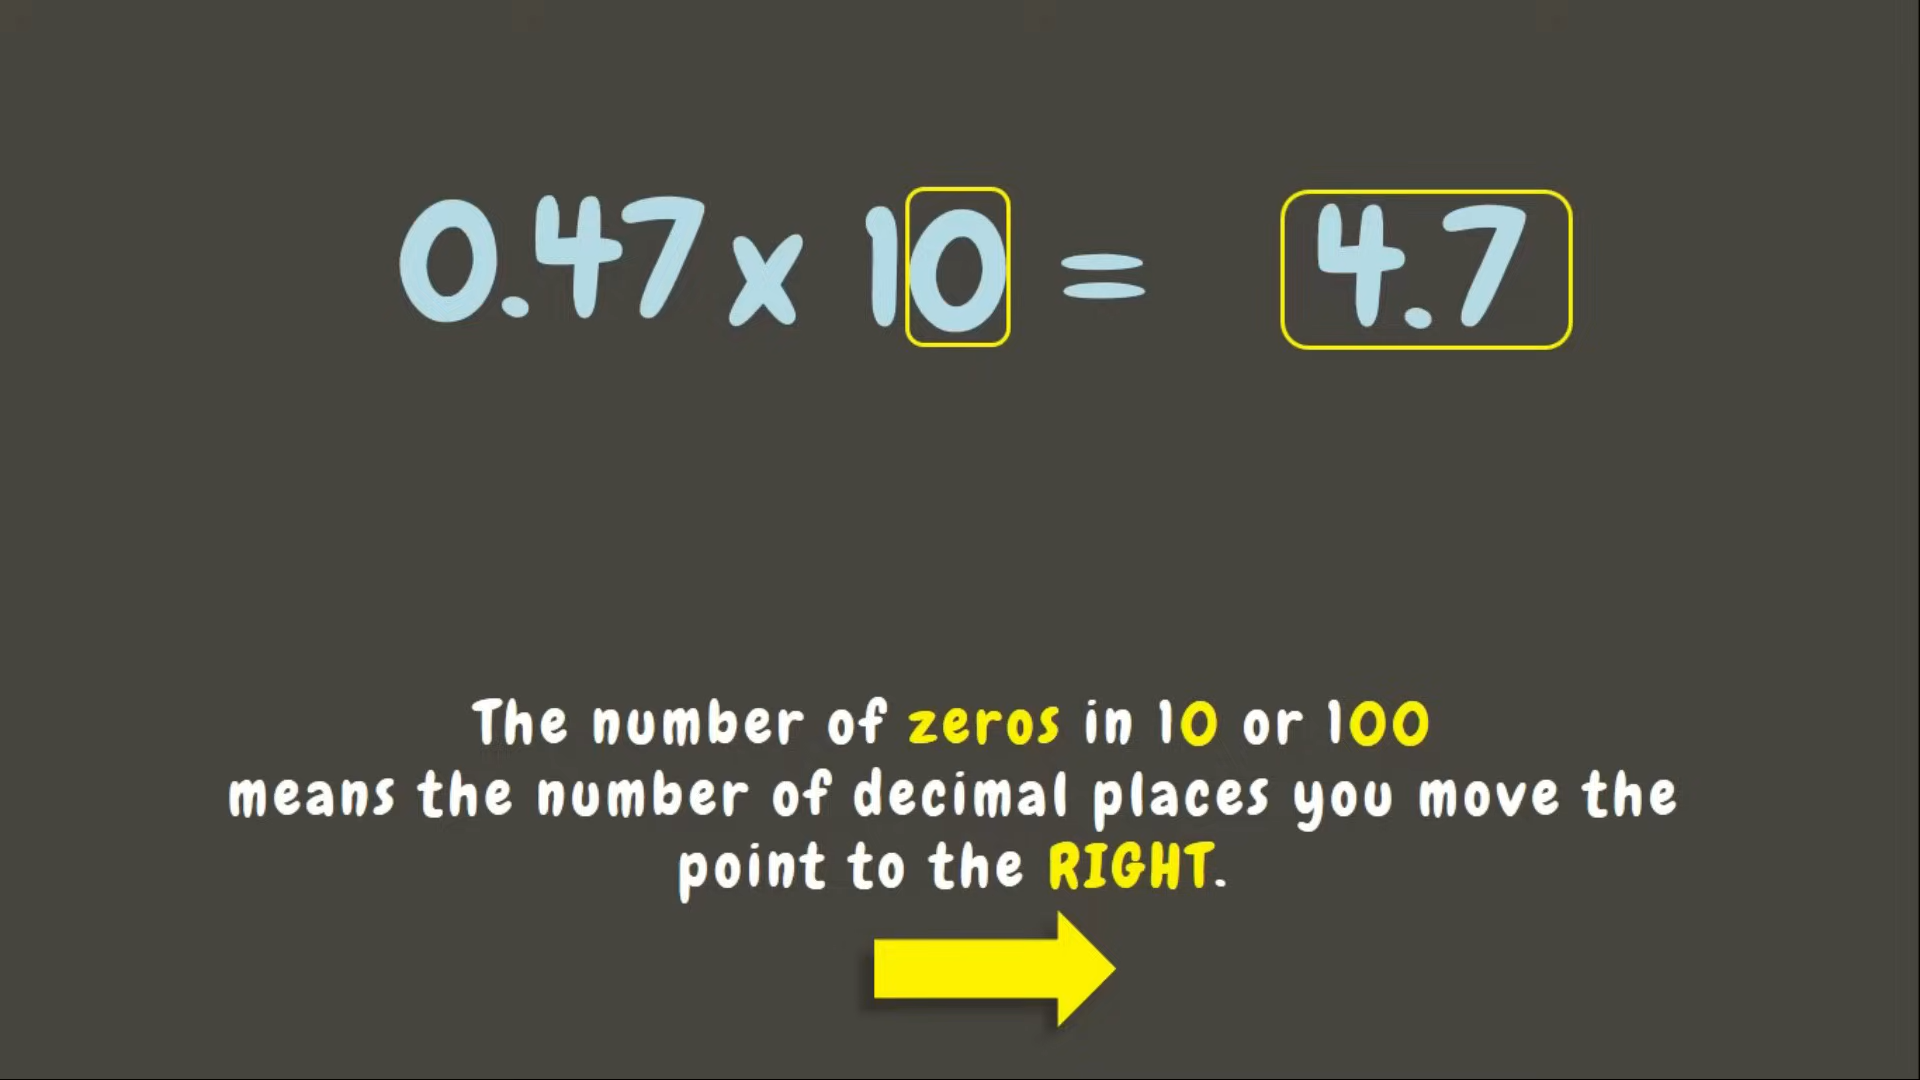 0.47 x 10 = 4.7
The number of zeros in 10 or 100
means the number of decimal places you move the
point to the RIGHT.